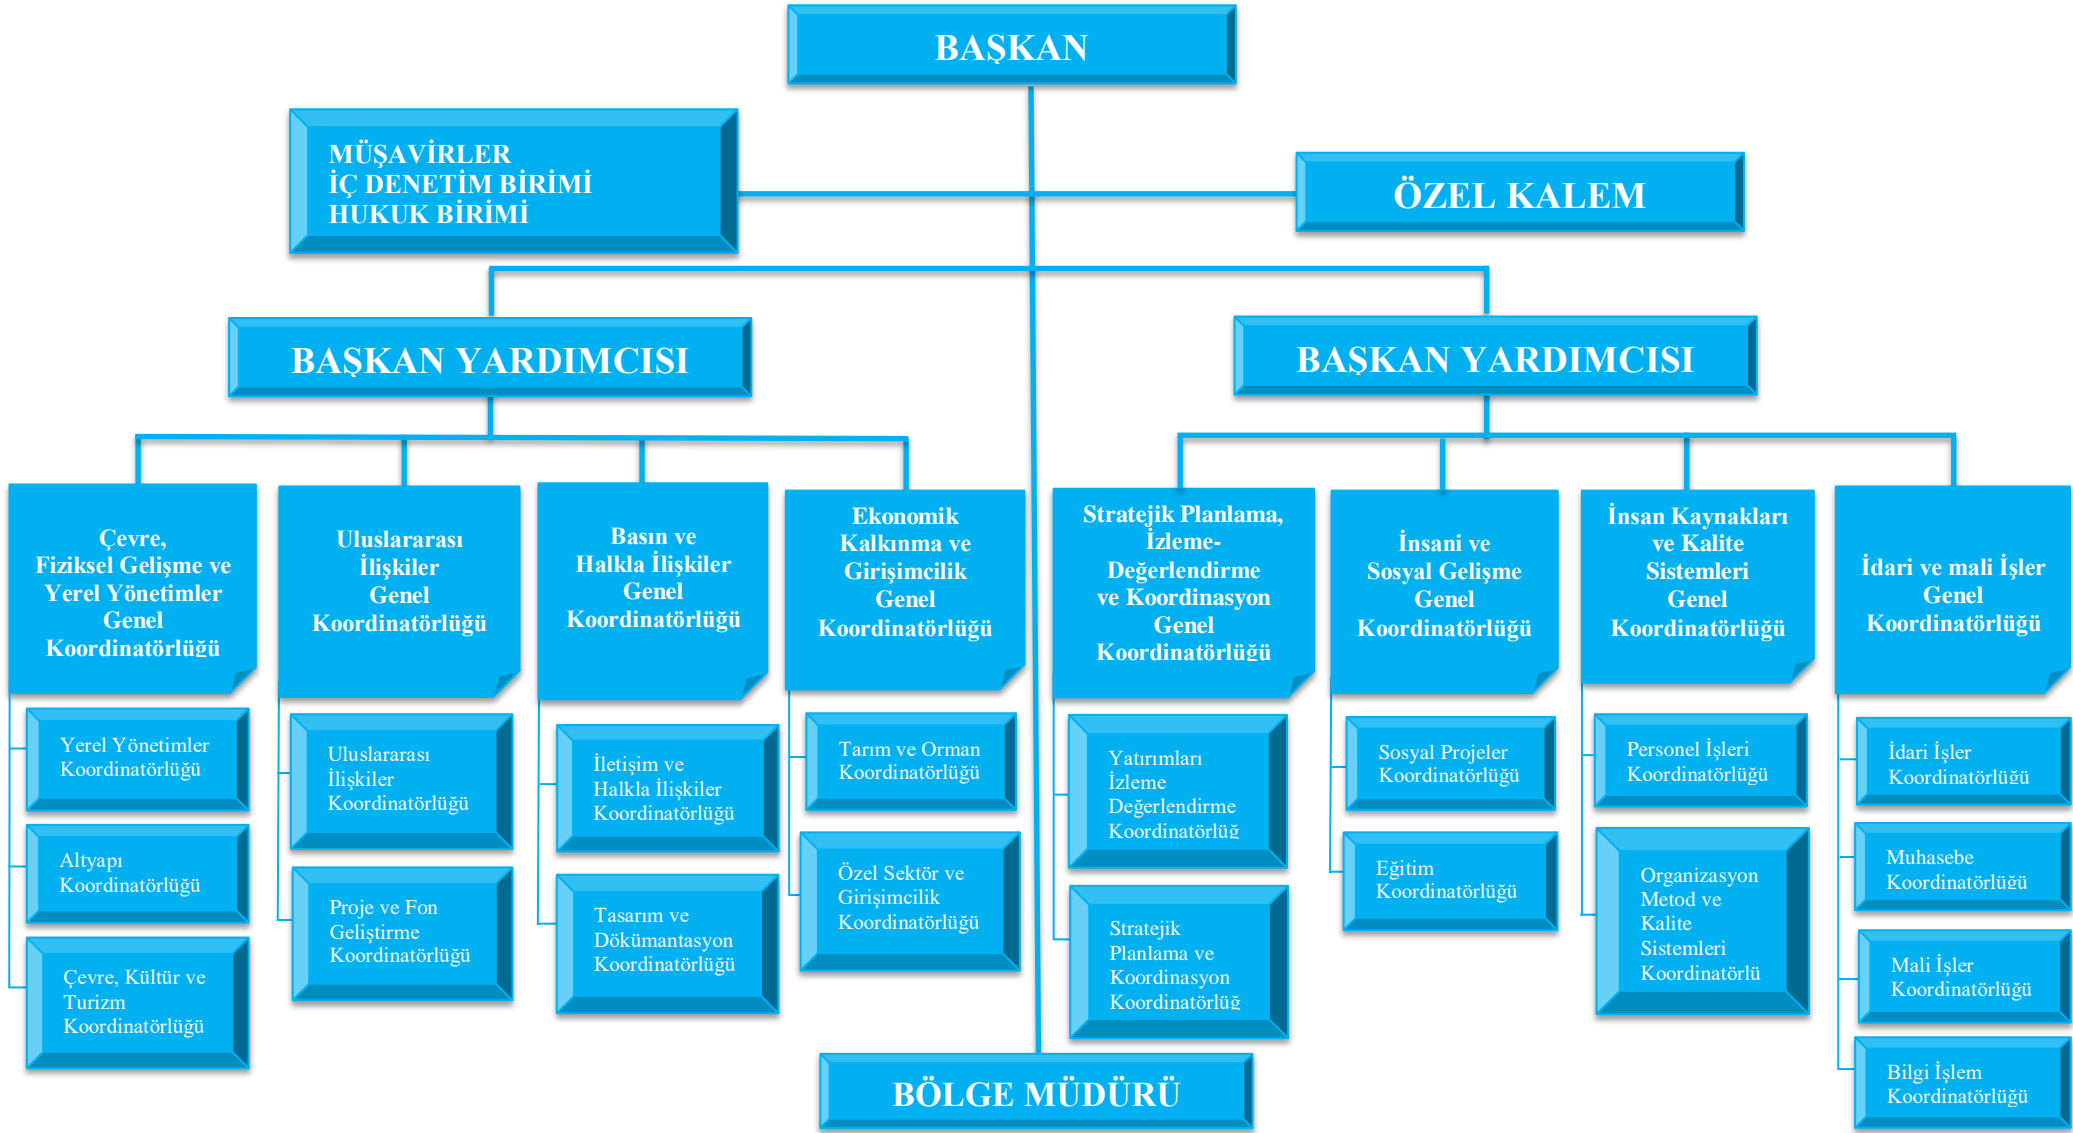 BAŞKAN
MÜŞAVİRLER
İÇ DENETİM BİRİMİ
HUKUK BİRİMİ
ÖZEL KALEM
BAŞKAN YARDIMCISI
BAŞKAN YARDIMCISI
Çevre,
Fiziksel Gelişme ve
Yerel Yönetimler
Genel
Koordinatörlüğü
Uluslararası
İlişkiler
Genel
Koordinatörlüğü
Basın ve
Halkla İlişkiler
Genel
Koordinatörlüğü
Ekonomik
Kalkınma ve
Girişimcilik
Genel
Koordinatörlüğü
Stratejik Planlama,
İzleme-
Değerlendirme
ve Koordinasyon
Genel
Koordinatörlüğü
İnsani ve
Sosyal Gelişme
Genel
Koordinatörlüğü
İnsan Kaynakları
ve Kalite
Sistemleri
Genel
Koordinatörlüğü
İdari ve mali İşler
Genel
Koordinatörlüğü
Yerel Yönetimler
Koordinatörlüğü
Altyapı
Koordinatörlüğü
Çevre, Kültür ve
Turizm
Koordinatörlüğü
Uluslararası
İlişkiler
Koordinatörlüğü
Proje ve Fon
Geliştirme
Koordinatörlüğü
İletişim ve
Halkla İlişkiler
Koordinatörlüğü
Tasarım ve
Dökümantasyon
Koordinatörlüğü
Tarım ve Orman
Koordinatörlüğü
Özel Sektör ve
Girişimcilik
Koordinatörlüğü
Yatırımları
İzleme
Değerlendirme
Koordinatörlüğ
Stratejik
Planlama ve
Koordinasyon
Koordinatörlüğ
Sosyal Projeler
Koordinatörlüğü
Eğitim
Koordinatörlüğü
Personel İşleri
Koordinatörlüğü
Organizasyon
Metod ve
Kalite
Sistemleri
Koordinatörlü
İdari İşler
Koordinatörlüğü
Muhasebe
Koordinatörlüğü
Mali İşler
Koordinatörlüğü
Bilgi İşlem
Koordinatörlüğü
BÖLGE MÜDÜRÜ